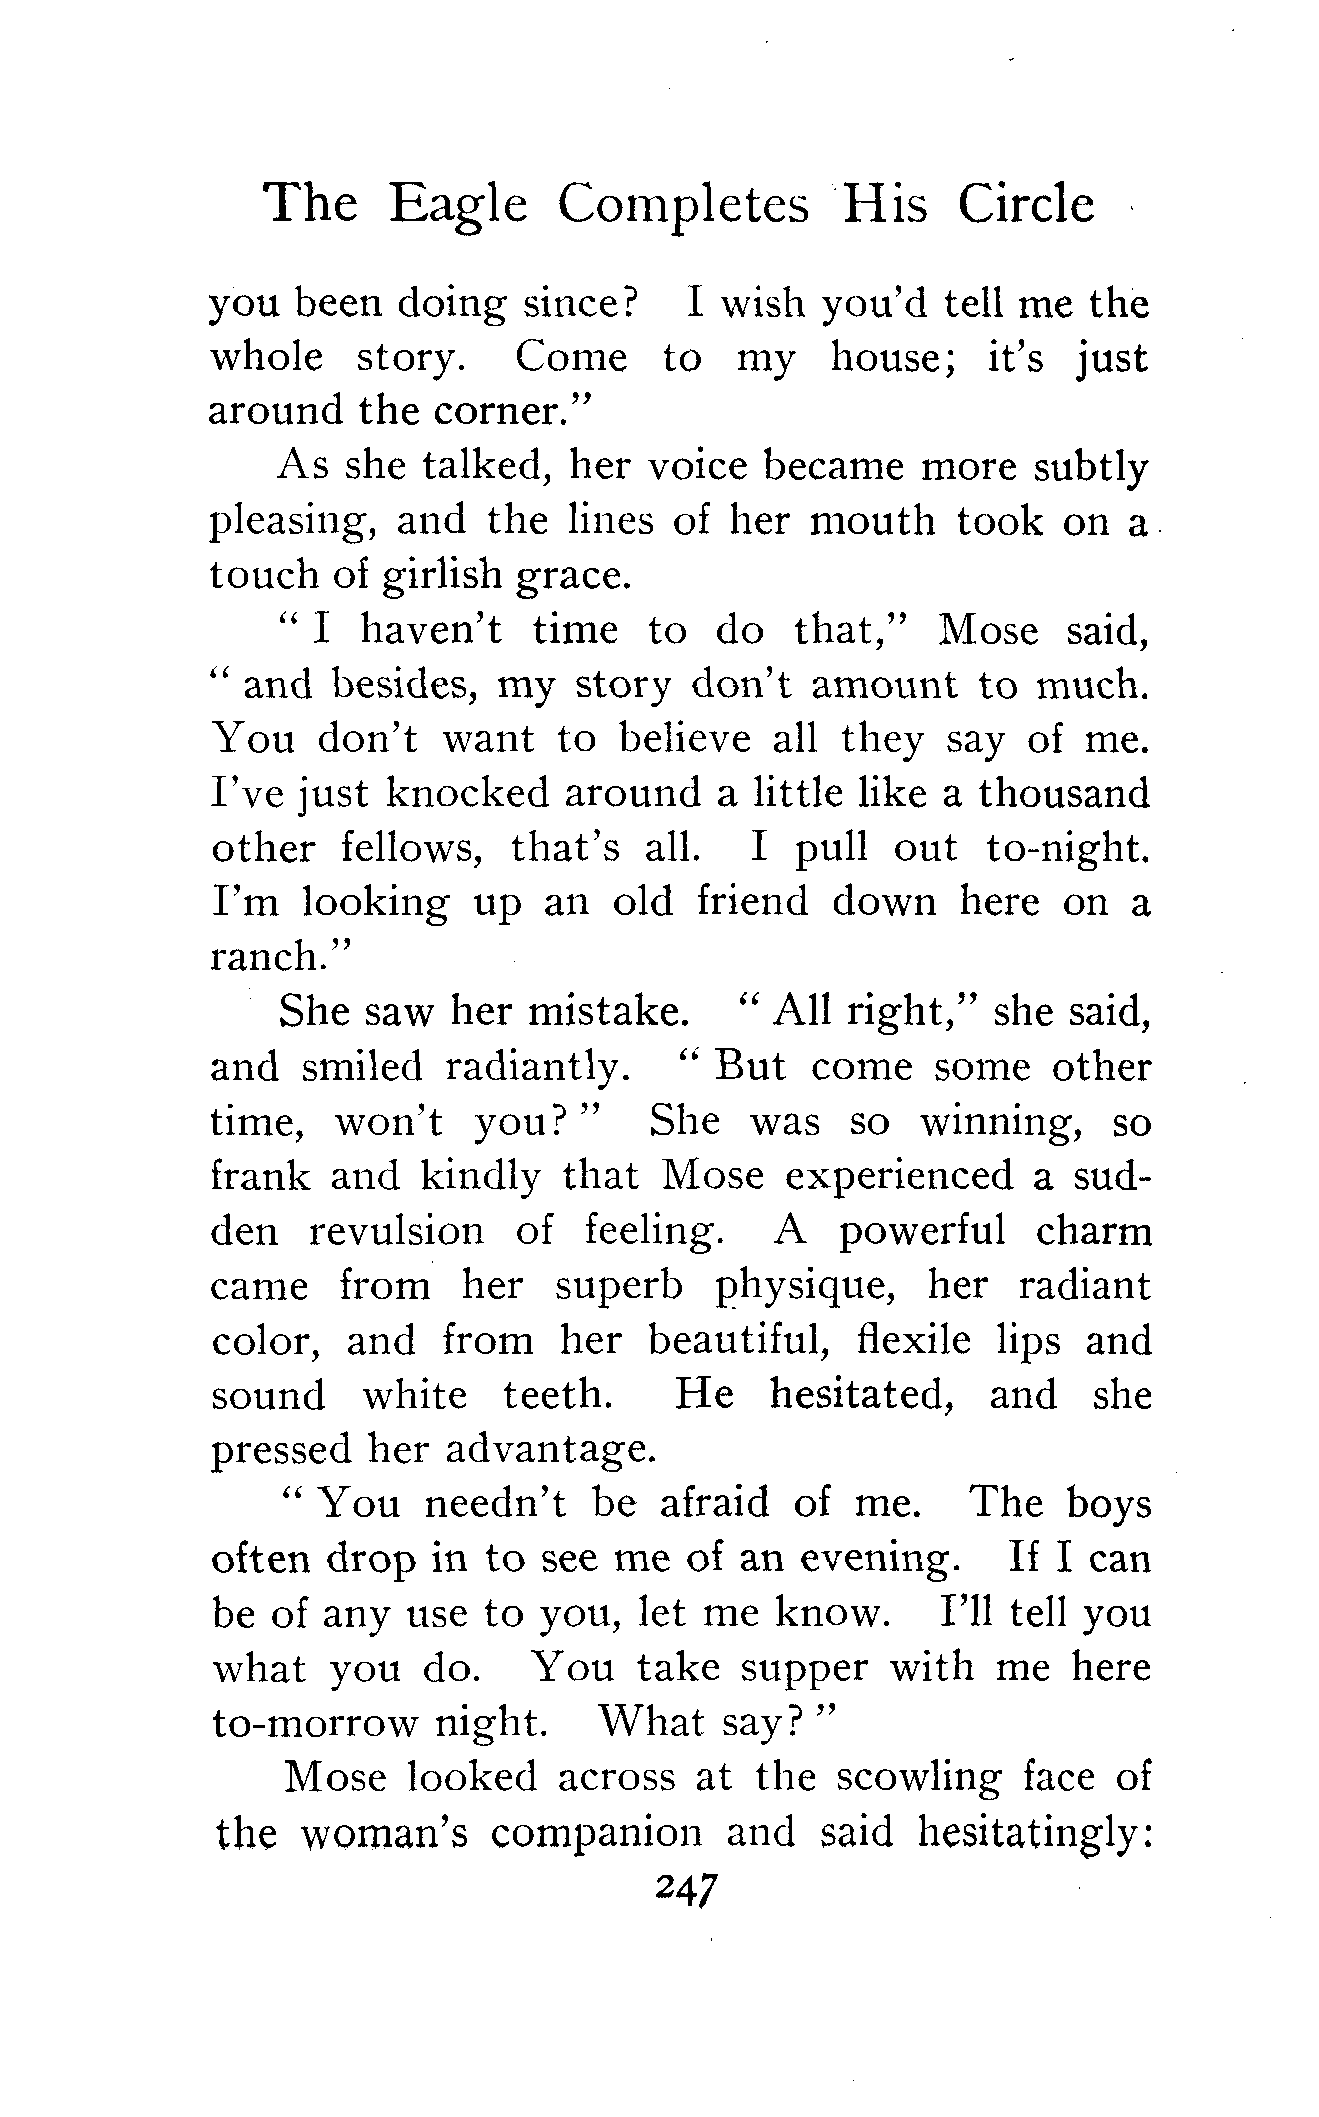 The Eagle Completes His Circle
you been doing since? I wish you'd tell me the
whole story. Come to my house; it's just
around the corner."
As she talked, her voice became more subtly
pleasing, and the lines of her mouth took on a
touch of girlish grace.
" I haven't time to do that," Mose said,
" and besides, my story don't amount to much.
You don't want to believe all they say of me.
I've just knocked around a little like a thousand
other fellows, that's all. I pull out to-night.
I'm looking up an old friend down here on a
ranch."
She saw her mistake. " All right," she said,
and smiled radiantly. " But come some other
time, won't you? " She was so winning, so
frank and kindly that Mose experienced a sud-
den revulsion of feeling. A powerful charm
came from her superb physique, her radiant
color, and from her beautiful, flexile lips and
sound white teeth. He hesitated, and she
pressed her advantage.
" You needn't be afraid of me. The boys
often drop in to see me of an evening. If I can
be of any use to you, let me know. I'll tell you
what you do. You take supper with me here
to-morrow night. What say? "
Mose looked across at the scowling face of
the woman's companion and said hesitatingly:
247